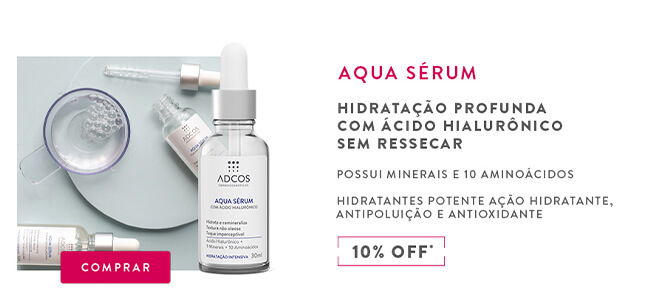 AQUA SÉRUM
HIDRATAÇÃO PROFUNDA
COM ÁCIDO HIALURÔNICO
SEM RESSECAR
POSSUI MINERAIS E 10 AMINOÁCIDOS
HIDRATANTES POTENTE AÇÃO HIDRATANTE,
ANTIPOLUIÇÃO E ANTIOXIDANTE
10% OFF*
ADCOS
AQUA SÉRUM
COM ÁCIDO HIALURÔNICO
Hidrata e remineraliza
Textura não oleosa
Toque imperceptível
Ácido Hialurônico +
10 Aminoácidos
HIDRATAÇÃO INTENSIVA 30ml
ADCOS
COMPRAR